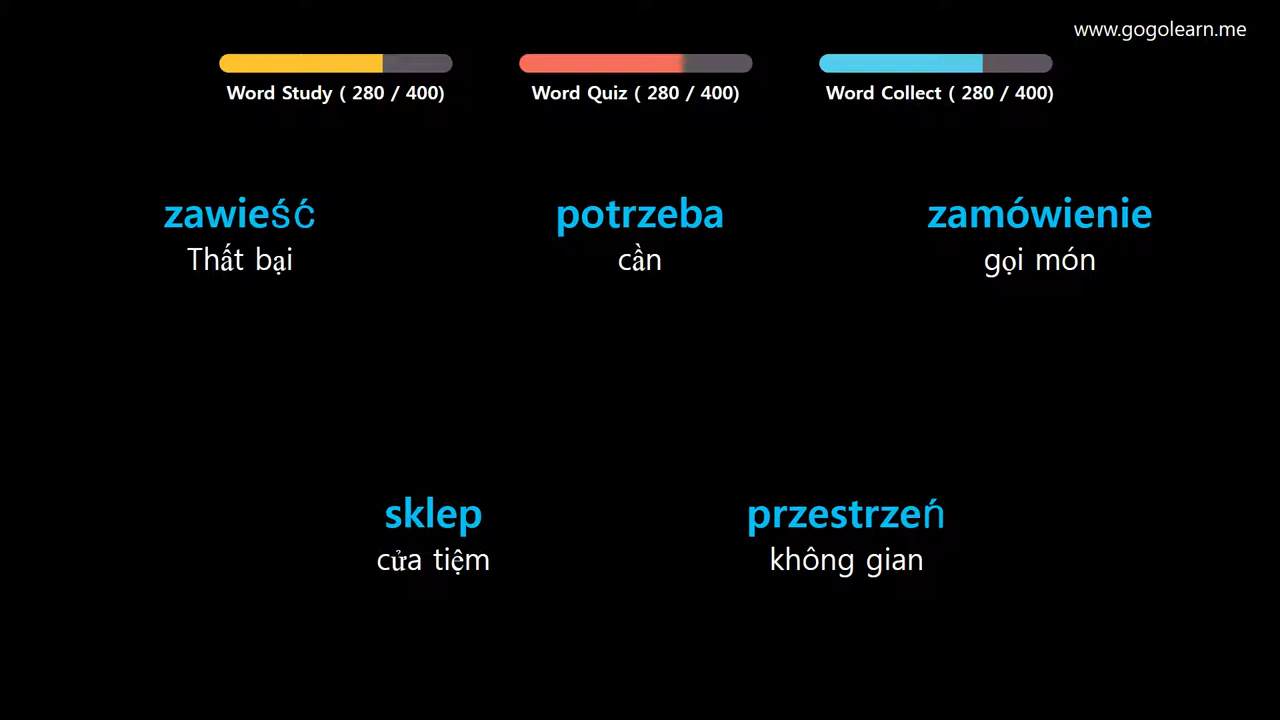 www.gogolearn.me
Word Study ( 280 / 400)
Word Quiz ( 280 / 400)
Word Collect ( 280 / 400)
zawieść
Thất bại
potrzeba
cần
zamówienie
gọi món
sklep
cửa tiệm
przestrzeń
không gian